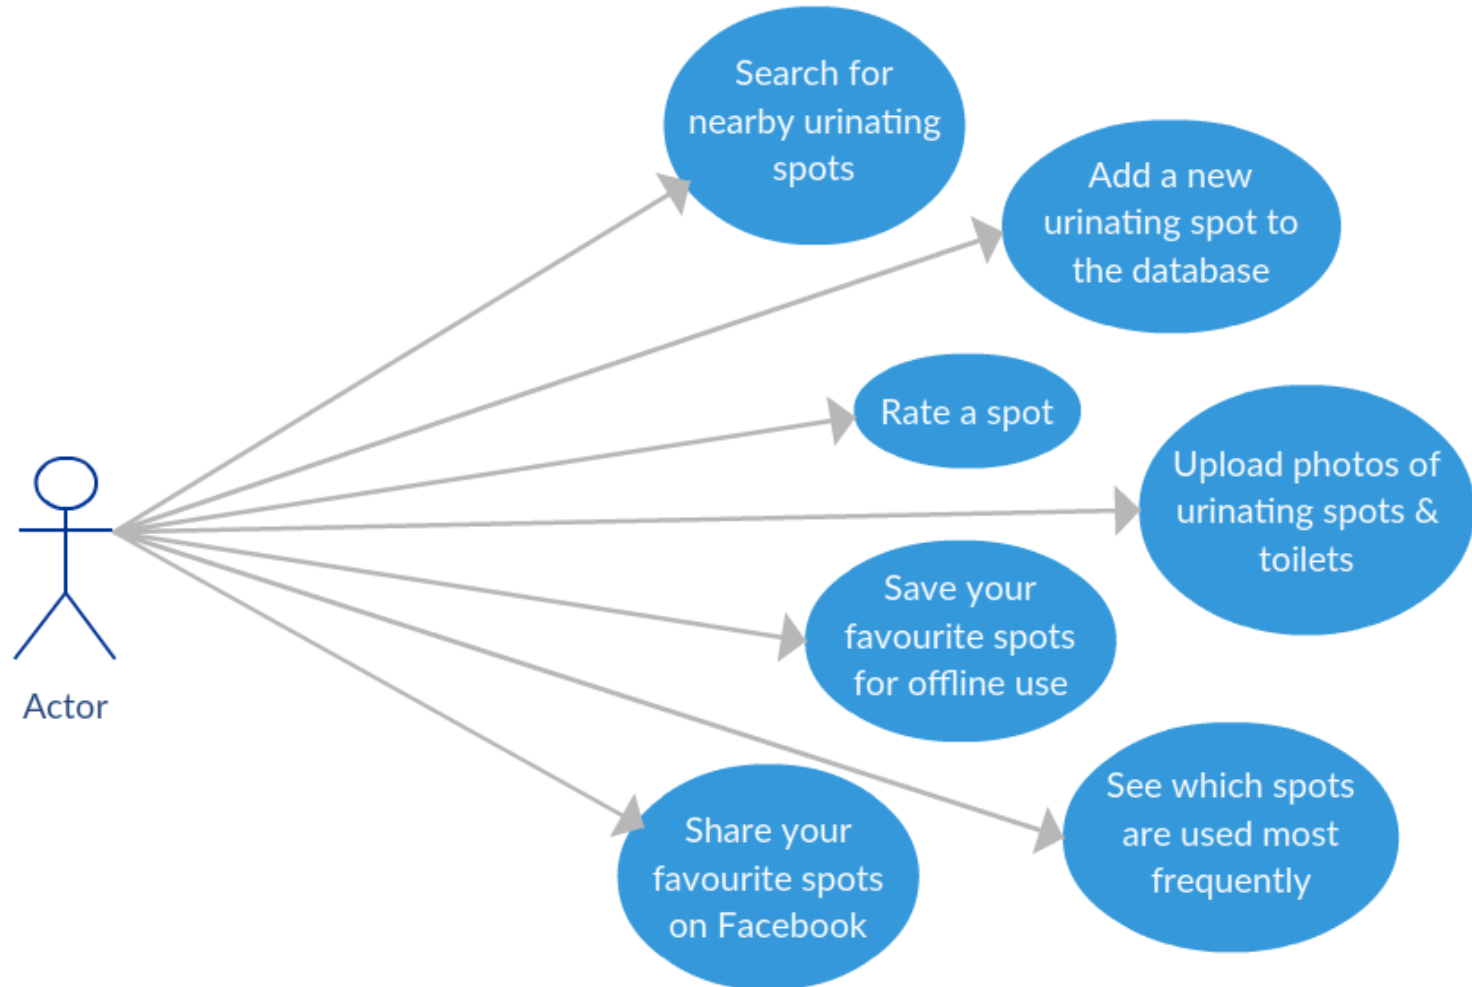 Search for
nearby urinating
spots
Add a new
urinating spot to
the database
Rate a spot
Upload photos of
urinating spots &
toilets
Save your
favourite spots
for offline use
Actor
See which spots
are used most
frequently
Share your
favourite spots
on Facebook